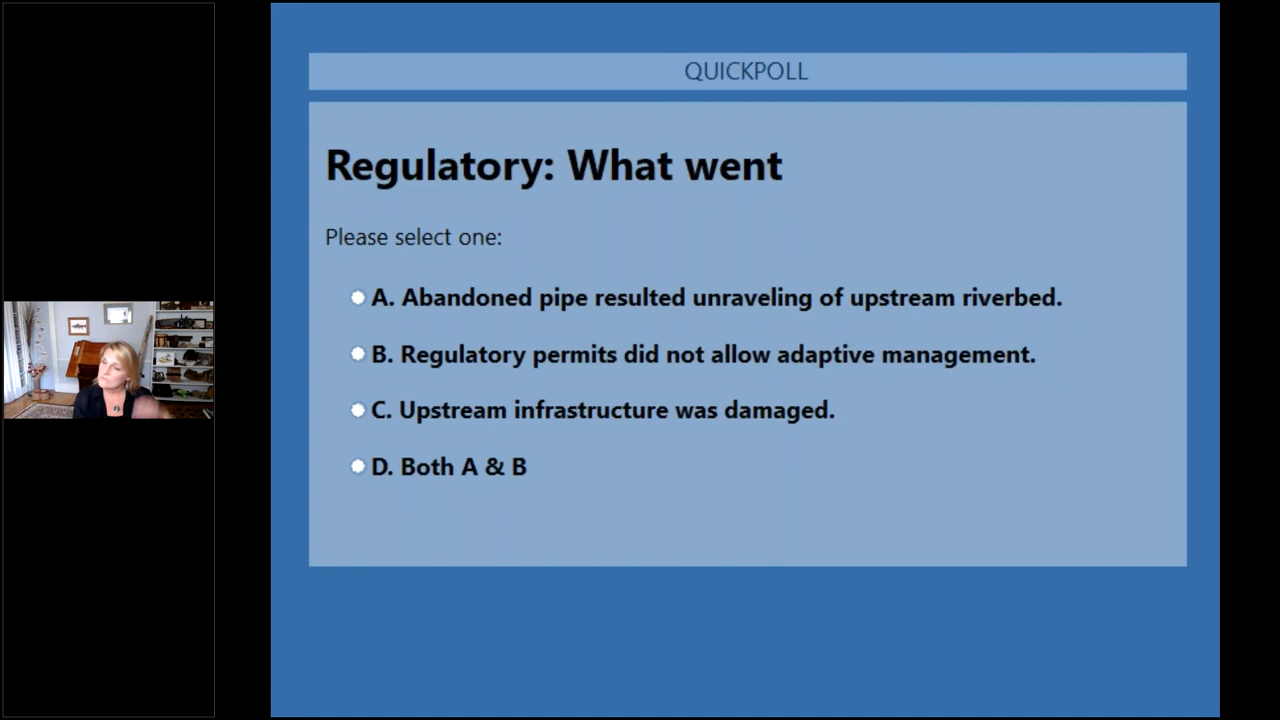 QUICKPOLL
Regulatory: What went
Please select one:
A. Abandoned pipe resulted unraveling of upstream riverbed.
B. Regulatory permits did not allow adaptive management.
C. Upstream infrastructure was damaged.
D. Both A & B